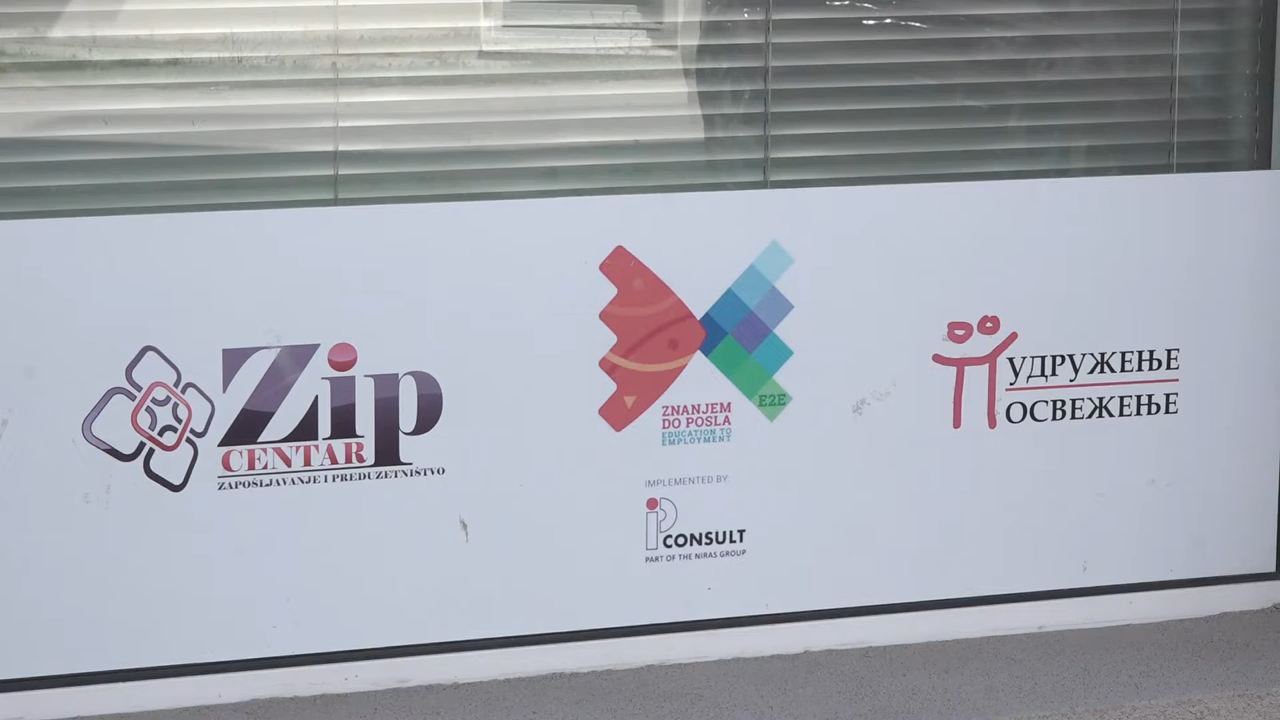 Zip
CENTAR
ZAPOŠLJAVANJE I PREDUZETNIŠTVO
E2E
ZNANJEM
DO POSLA
EDUCATION TO
EMPLOYMENT
IMPLEMENTED BY:
iP CONSULT
PART OF THE NIRAS GROUP
УДРУЖЕЊЕ
ОСВЕЖЕЊЕ